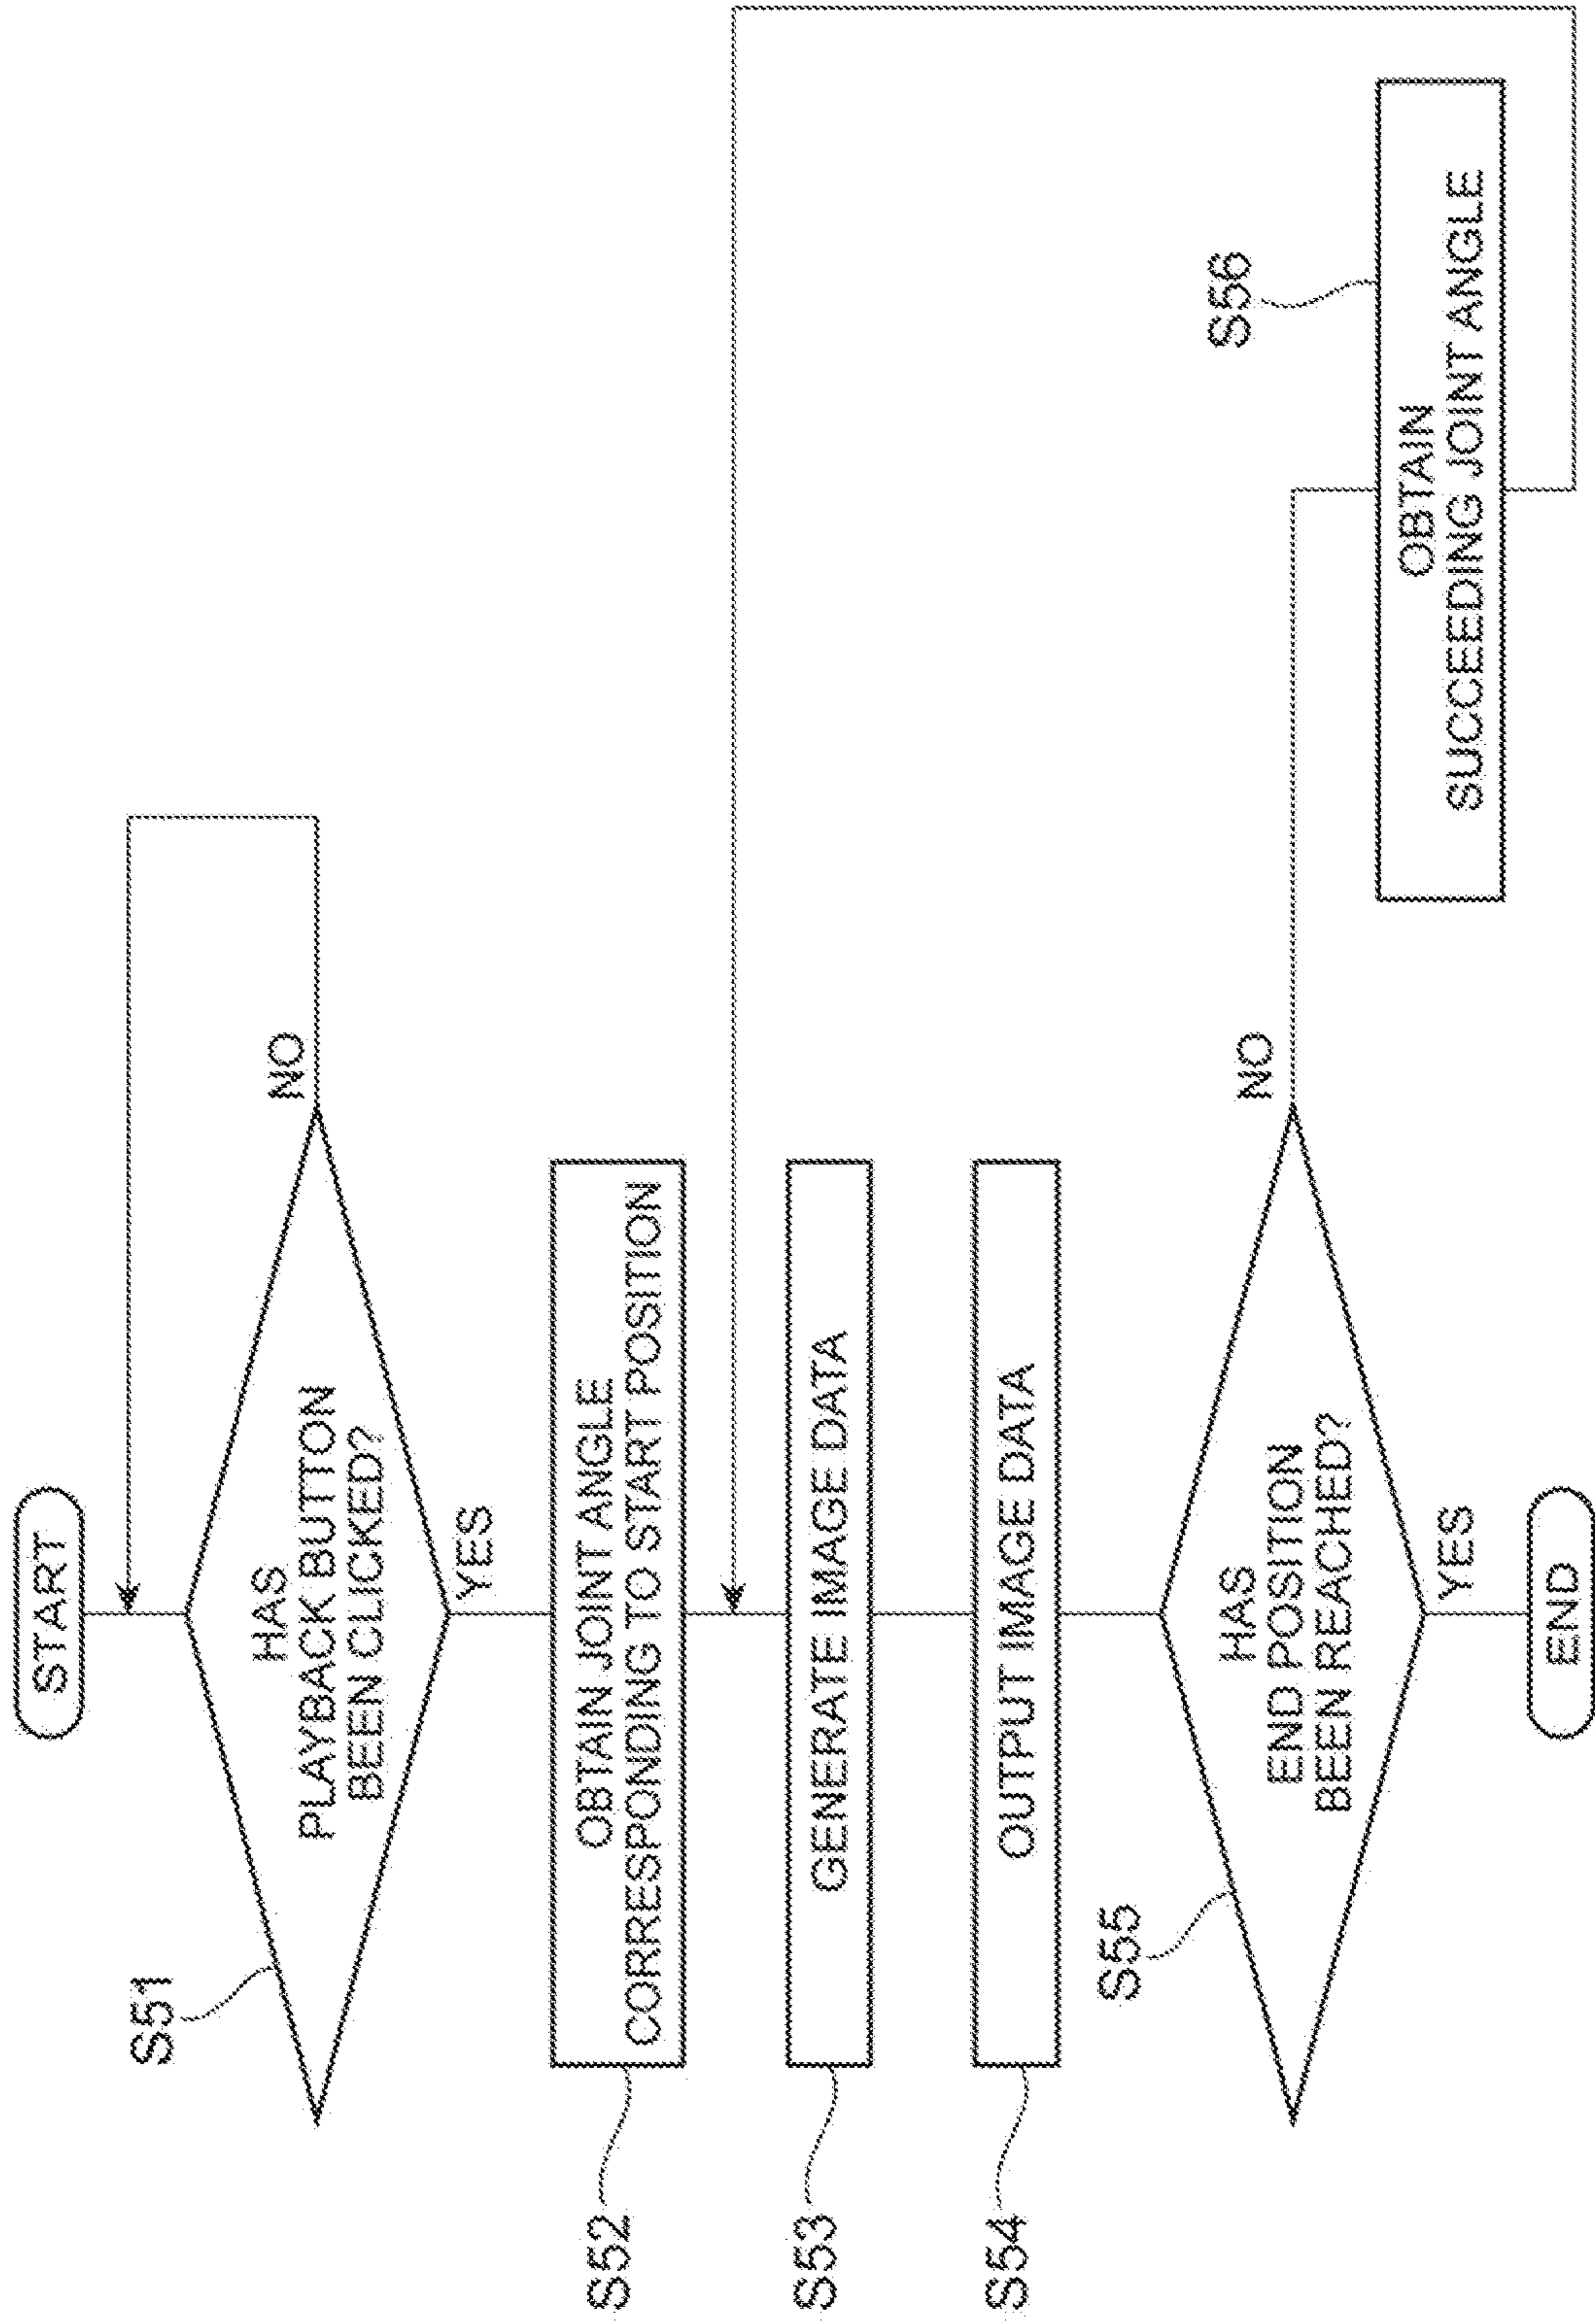 START
S51
HAS
PLAYBACK BUTTON
BEEN CLICKED?
NO
YES
S52
OBTAIN JOINT ANGLE
CORRESPONDING TO START POSITION
S53
GENERATE IMAGE DATA
S54
OUTPUT IMAGE DATA
S55
HAS
END POSITION
BEEN REACHED?
NO
S56
OBTAIN
SUCCEEDING JOINT ANGLE
YES
END